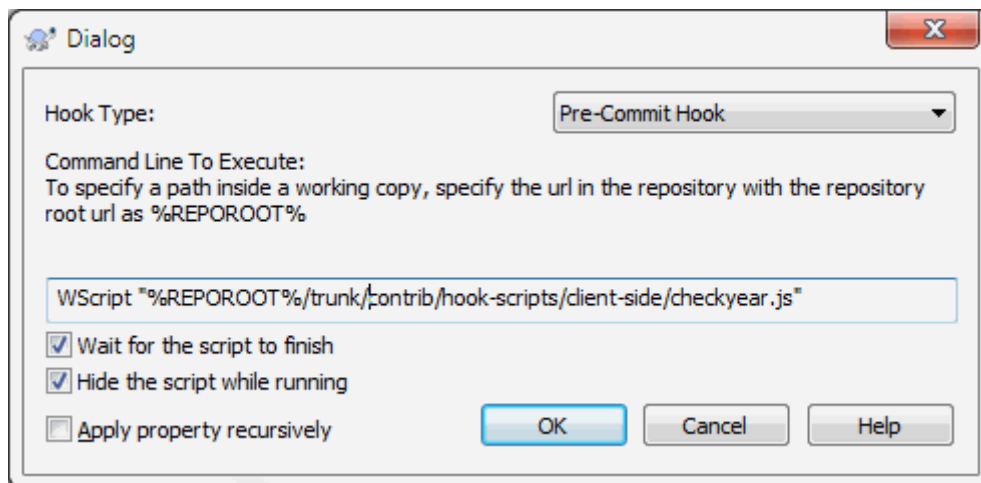 Dialog
Hook Type:
Pre-Commit Hook
Command Line To Execute:
To specify a path inside a working copy, specify the url in the repository with the repository
root url as %REPOROOT%
WScript "%REPOROOT%/trunk/contrib/hook-scripts/client-side/checkyear.js"
Wait for the script to finish
Hide the script while running
Apply property recursively
OK
Cancel
Help